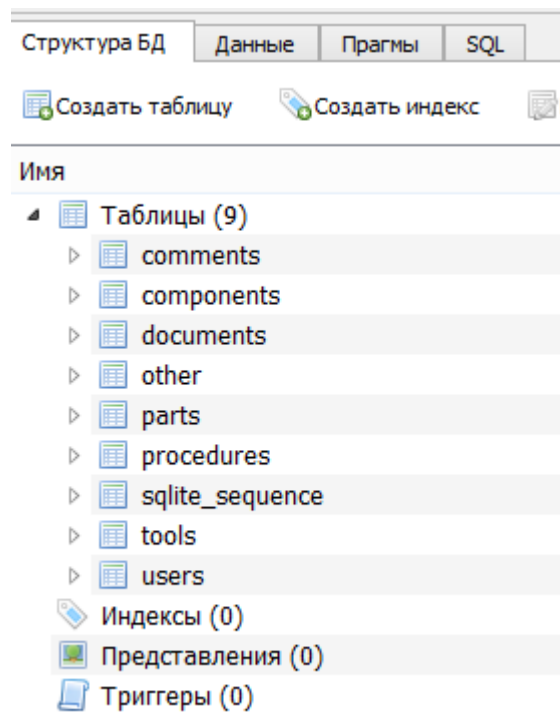 Структура БД Данные Прагмы SQL
Создать таблицу Создать индекс
Имя
Таблицы (9)
comments
components
documents
other
parts
procedures
sqlite_sequence
tools
users
Индексы (0)
Представления (0)
Триггеры (0)